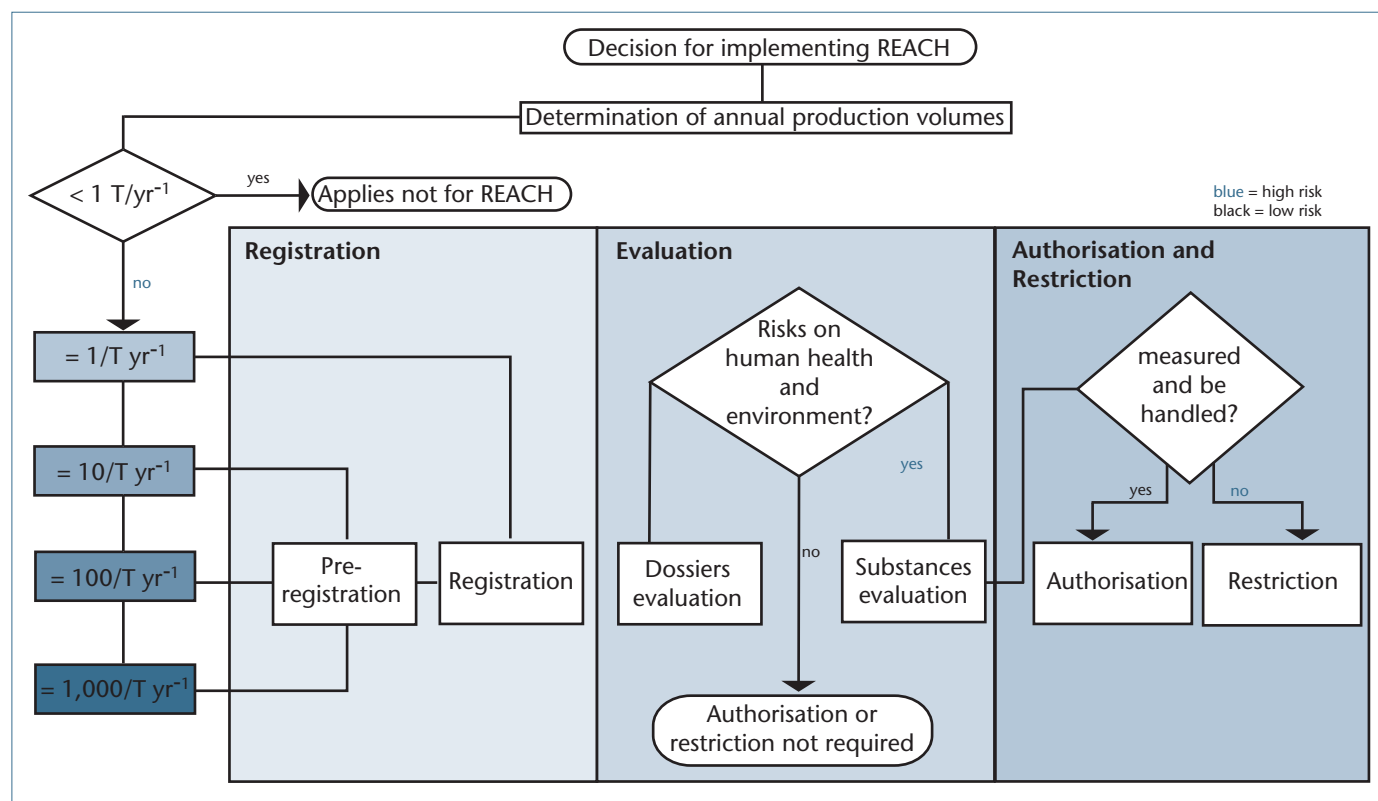 Decision for implementing REACH
Determination of annual production volumes
< 1 T/yr⁻¹
yes
Applies not for REACH
blue = high risk
black = low risk
no
Registration
Evaluation
Authorisation and
Restriction
= 1/T yr⁻¹
= 10/T yr⁻¹
= 100/T yr⁻¹
= 1,000/T yr⁻¹
Pre-
registration
Registration
Risks on
human health
and
environment?
yes
no
Dossiers
evaluation
Substances
evaluation
Authorisation or
restriction not required
measured
and be
handled?
yes
no
Authorisation
Restriction